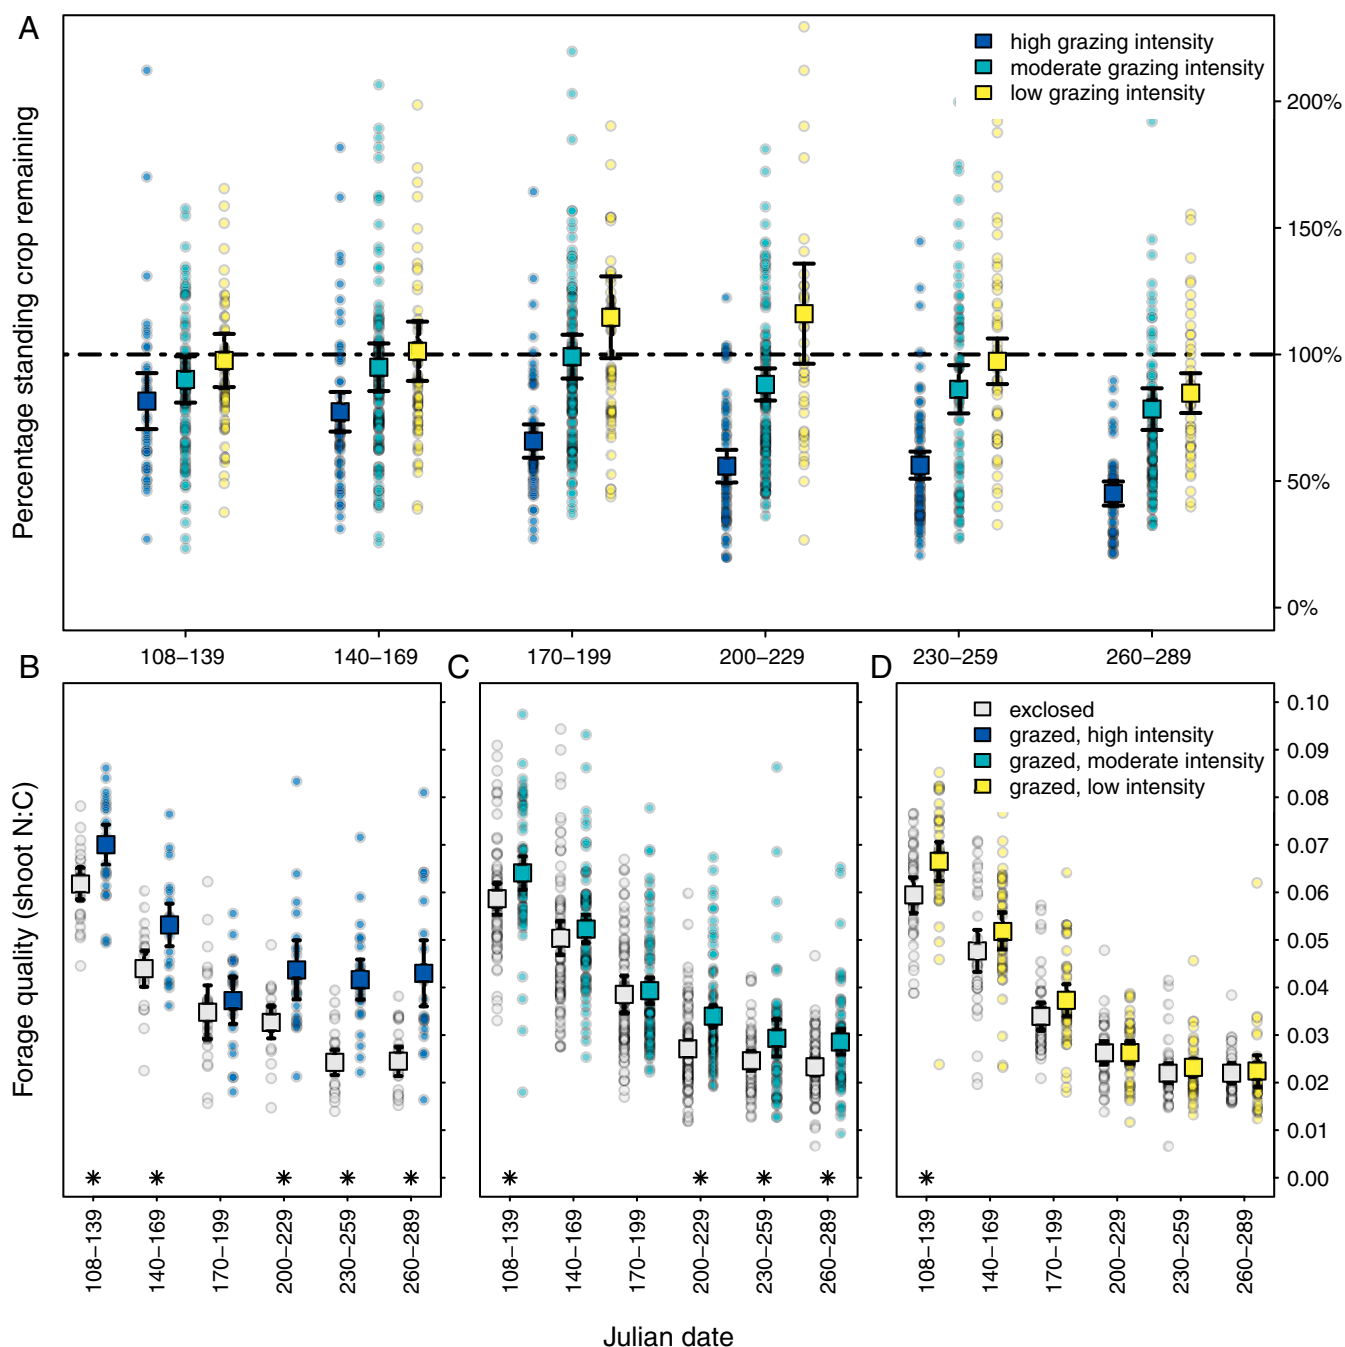 A
Percentage standing crop remaining
high grazing intensity
moderate grazing intensity
low grazing intensity
200%
150%
100%
50%
0%
108−139
140−169
170−199
200−229
230−259
260−289
B
C
D
Forage quality (shoot N:C)
exclosed
grazed, high intensity
grazed, moderate intensity
grazed, low intensity
0.10
0.09
0.08
0.07
0.06
0.05
0.04
0.03
0.02
0.01
0.00
* * * * *
* * * *
*
108−139
140−169
170−199
200−229
230−259
260−289
108−139
140−169
170−199
200−229
230−259
260−289
108−139
140−169
170−199
200−229
230−259
260−289
Julian date